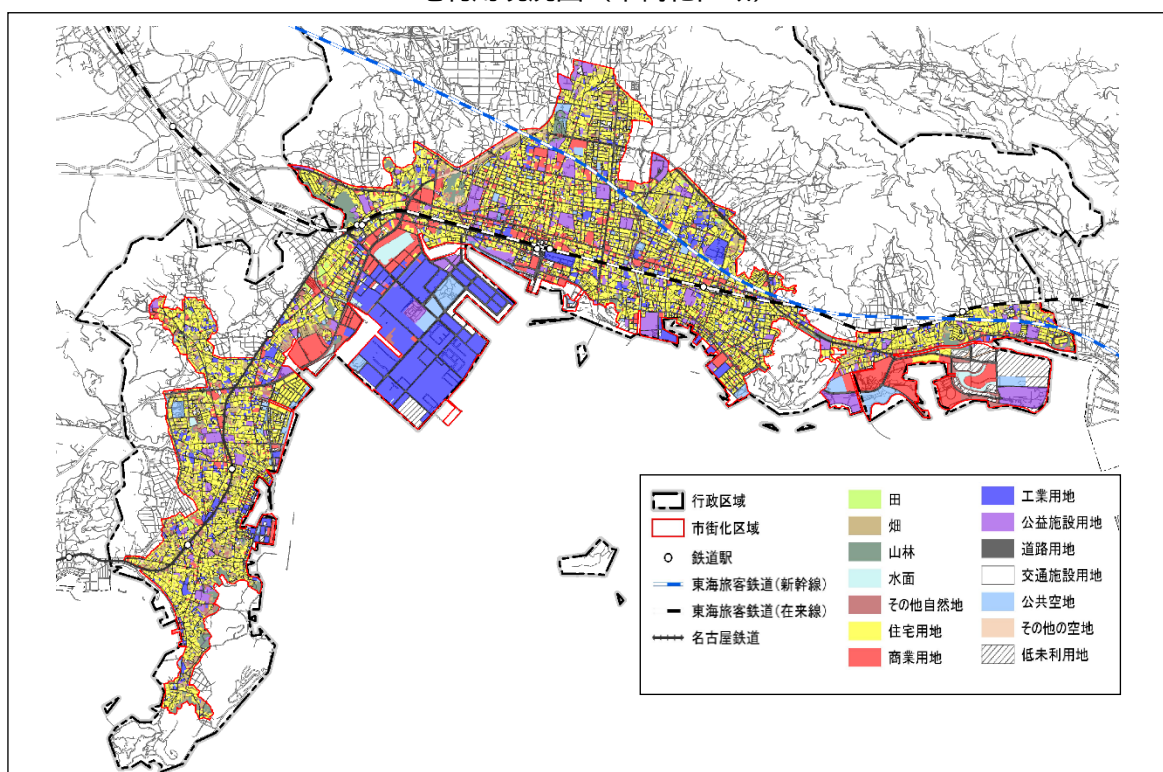 行政区域
市街化区域
鉄道駅
東海旅客鉄道(新幹線)
東海旅客鉄道(在来線)
名古屋鉄道
田
畑
山林
水面
その他自然地
住宅用地
商業用地
工業用地
公益施設用地
道路用地
交通施設用地
公共空地
その他の空地
低未利用地